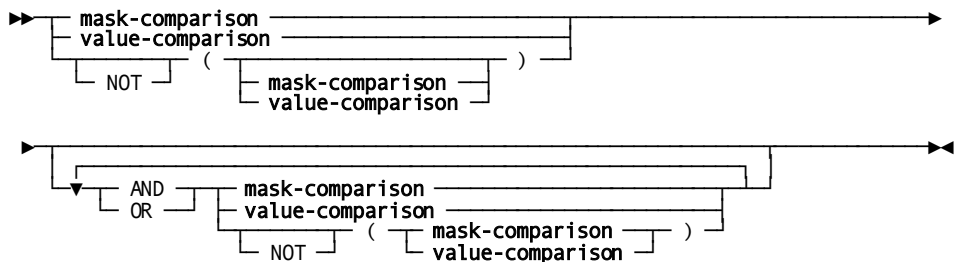 mask-comparison
value-comparison
NOT ( )
mask-comparison
value-comparison
AND mask-comparison
OR value-comparison
( mask-comparison )
NOT value-comparison